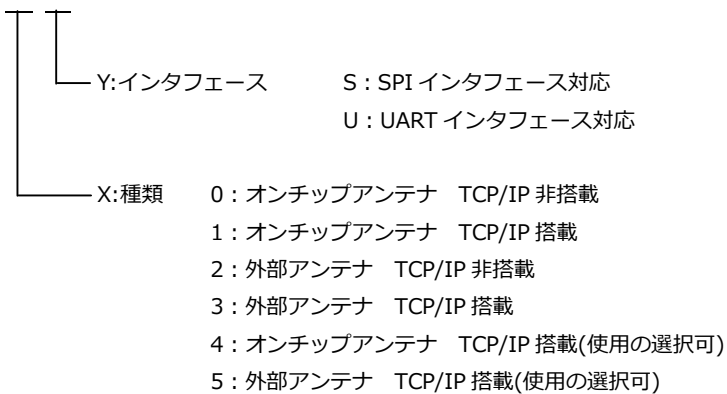 Y:インタフェース S：SPI インタフェース対応
U：UART インタフェース対応
X:種類 0：オンチップアンテナ TCP/IP 非搭載
1：オンチップアンテナ TCP/IP 搭載
2：外部アンテナ TCP/IP 非搭載
3：外部アンテナ TCP/IP 搭載
4：オンチップアンテナ TCP/IP 搭載(使用の選択可)
5：外部アンテナ TCP/IP 搭載(使用の選択可)